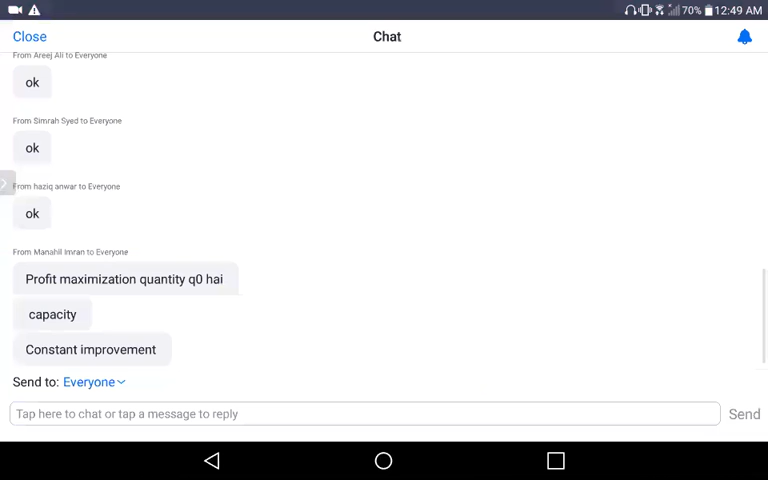 70% 12:49 AM
Close Chat
From Areej Ali to Everyone
ok
From Simrah Syed to Everyone
ok
From haziq anwar to Everyone
ok
From Manahil Imran to Everyone
Profit maximization quantity q0 hai
capacity
Constant improvement
Send to: Everyone
Tap here to chat or tap a message to reply Send